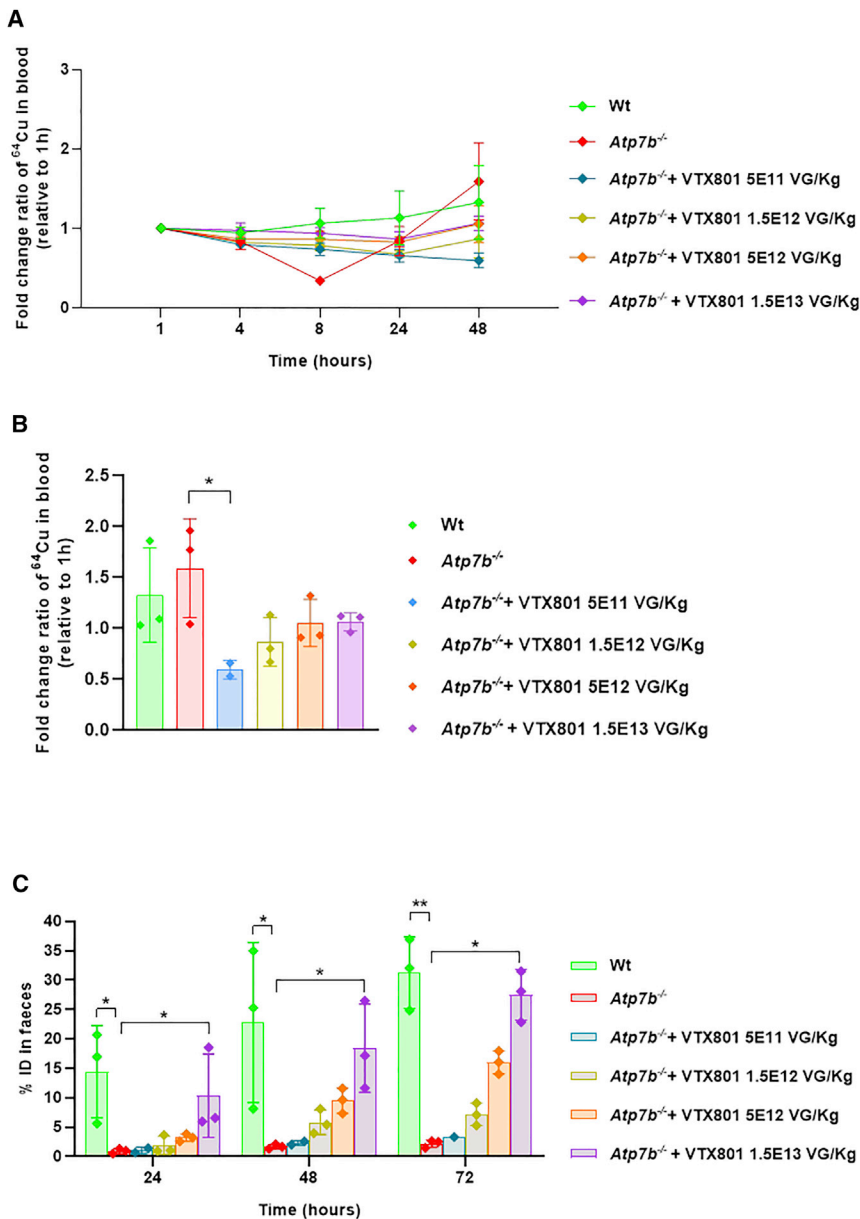 A
Fold change ratio of ⁶⁴Cu in blood
(relative to 1h)
3
2
1
0
1 4 8 24 48
Time (hours)
Wt
Atp7b⁻/⁻
Atp7b⁻/⁻+ VTX801 5E11 VG/Kg
Atp7b⁻/⁻+ VTX801 1.5E12 VG/Kg
Atp7b⁻/⁻+ VTX801 5E12 VG/Kg
Atp7b⁻/⁻ + VTX801 1.5E13 VG/Kg
B
Fold change ratio of ⁶⁴Cu in blood
(relative to 1h)
2.5
2.0
1.5
1.0
0.5
0.0
*
Wt
Atp7b⁻/⁻
Atp7b⁻/⁻+ VTX801 5E11 VG/Kg
Atp7b⁻/⁻+ VTX801 1.5E12 VG/Kg
Atp7b⁻/⁻+ VTX801 5E12 VG/Kg
Atp7b⁻/⁻ + VTX801 1.5E13 VG/Kg
C
% ID in faeces
40
35
30
25
20
15
10
5
0
* *
* *
** *
24 48 72
Time (hours)
Wt
Atp7b⁻/⁻
Atp7b⁻/⁻+ VTX801 5E11 VG/Kg
Atp7b⁻/⁻+ VTX801 1.5E12 VG/Kg
Atp7b⁻/⁻+ VTX801 5E12 VG/Kg
Atp7b⁻/⁻ + VTX801 1.5E13 VG/Kg